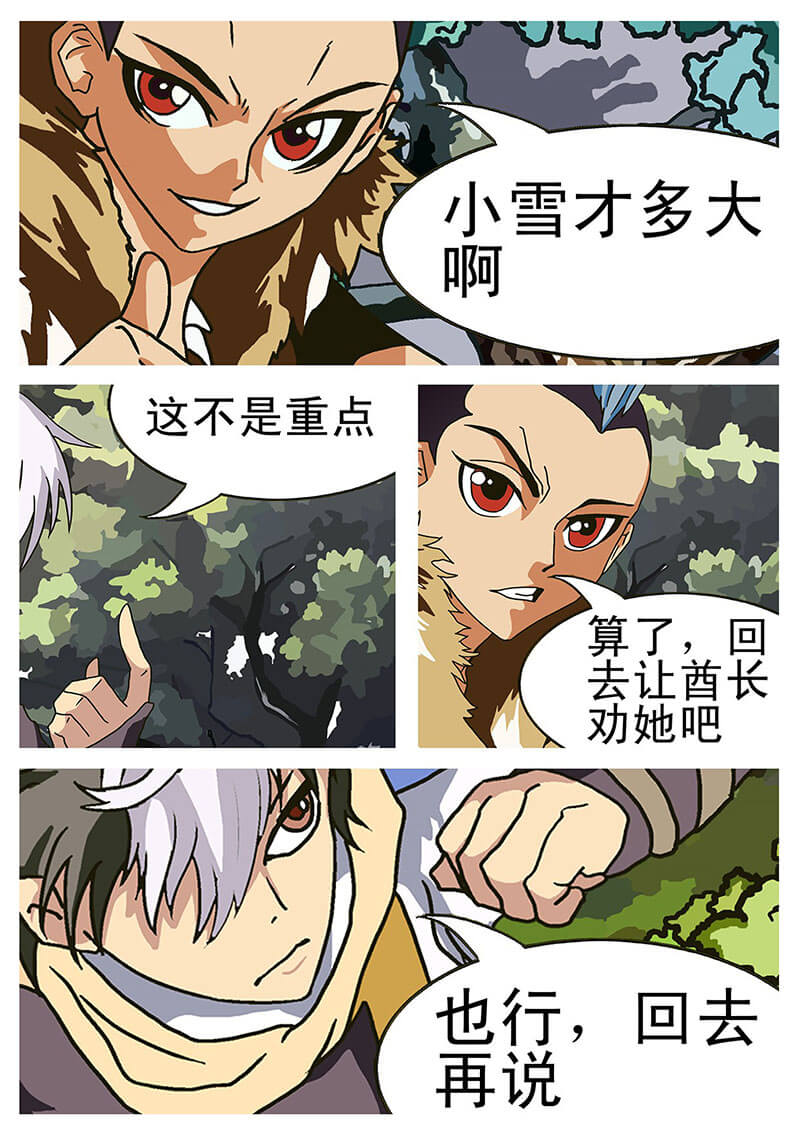 小雪才多大
啊
这不是重点
算了，回
去让酋长
劝她吧
也行，回去
再说